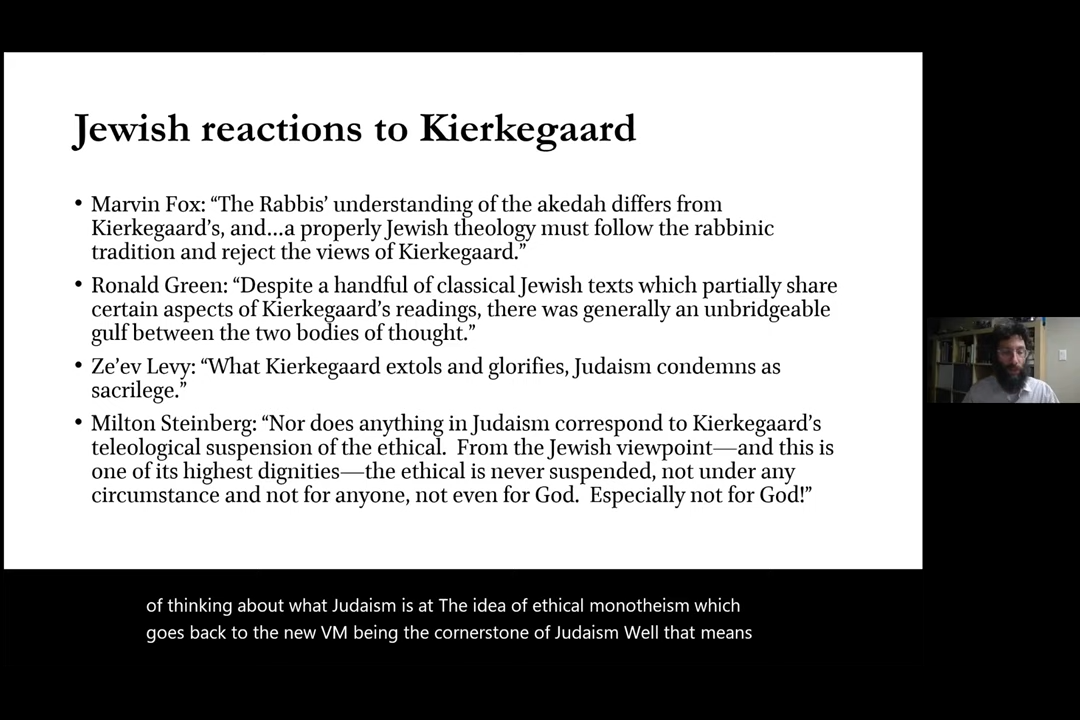 Jewish reactions to Kierkegaard
• Marvin Fox: “The Rabbis’ understanding of the akedah differs from
Kierkegaard’s, and...a properly Jewish theology must follow the rabbinic
tradition and reject the views of Kierkegaard.”
• Ronald Green: “Despite a handful of classical Jewish texts which partially share
certain aspects of Kierkegaard’s readings, there was generally an unbridgeable
gulf between the two bodies of thought.”
• Ze’ev Levy: “What Kierkegaard extols and glorifies, Judaism condemns as
sacrilege.”
• Milton Steinberg: “Nor does anything in Judaism correspond to Kierkegaard’s
teleological suspension of the ethical.  From the Jewish viewpoint—and this is
one of its highest dignities—the ethical is never suspended, not under any
circumstance and not for anyone, not even for God.  Especially not for God!”
of thinking about what Judaism is at The idea of ethical monotheism which
goes back to the new VM being the cornerstone of Judaism Well that means